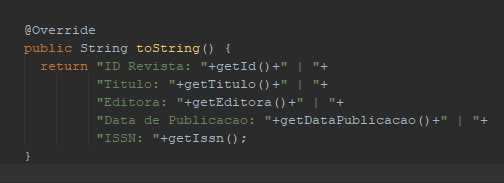 @Override
public String toString() {
return "ID Revista: "+getId()+" | "+
"Titulo: "+getTitulo()+" | "+
"Editora: "+getEditora()+" | "+
"Data de Publicacao: "+getDataPublicacao()+" | "+
"ISSN: "+getIssn();
}